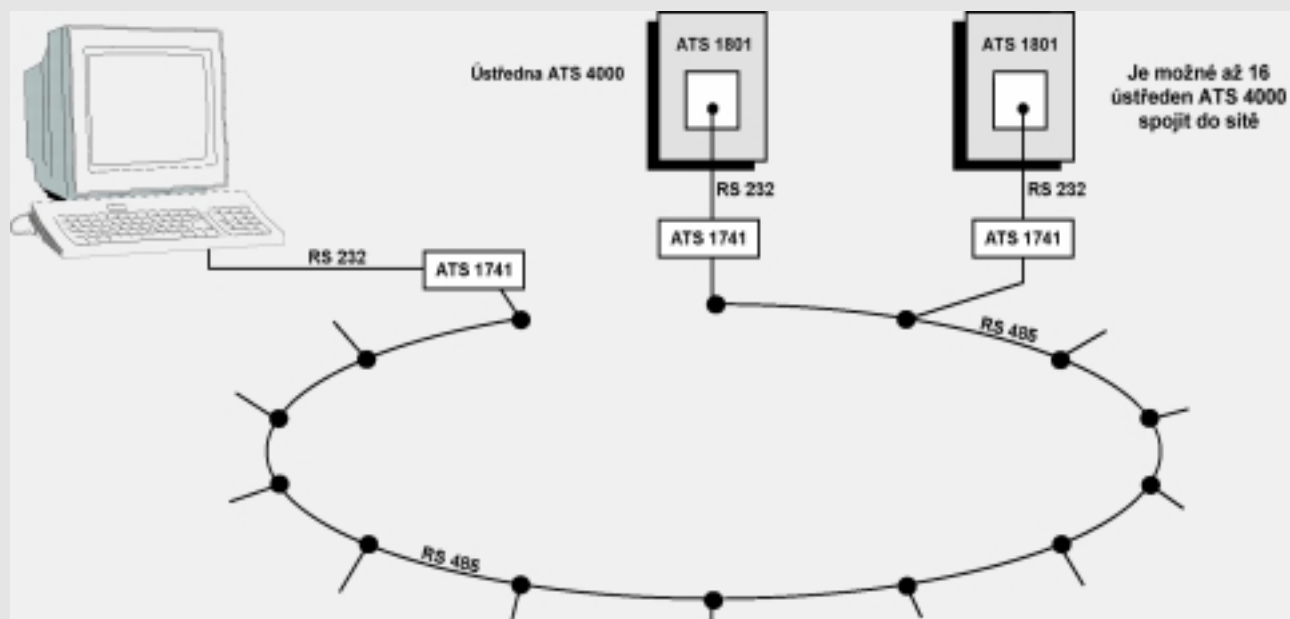 ATS 1801
Ústředna ATS 4000
RS 232
ATS 1741
ATS 1801
Je možné až 16
ústředen ATS 4000
spojit do sítě
RS 232
ATS 1741
RS 232
ATS 1741
RS 485
RS 485